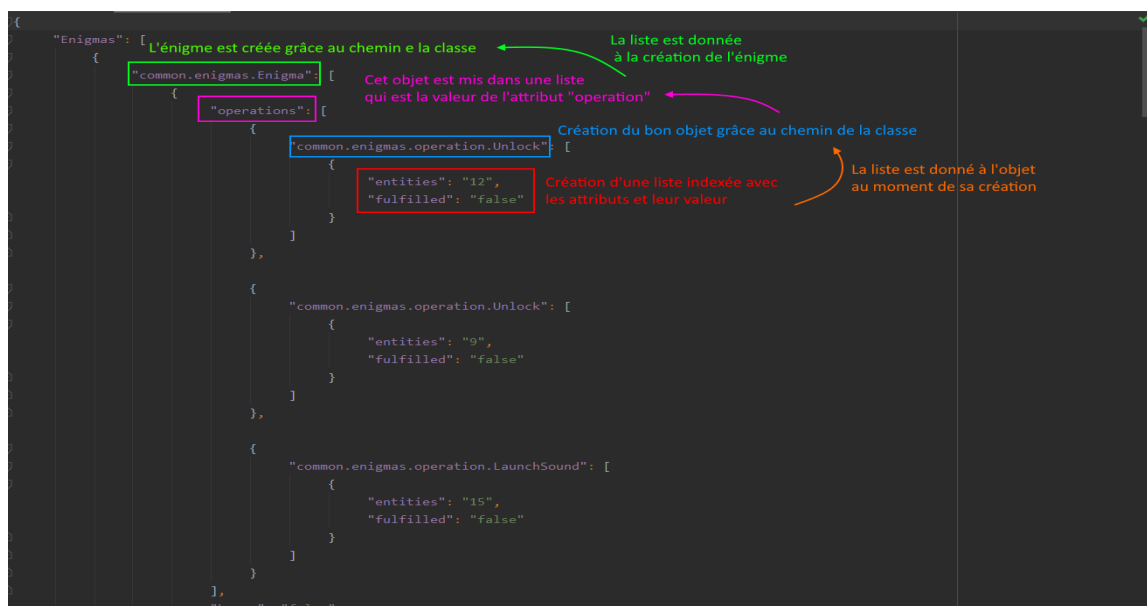 {
"Enigmas": [
L'énigme est créée grâce au chemin e la classe
La liste est donnée
à la création de l'énigme
{
"common.enigmas.Enigma": [
Cet objet est mis dans une liste
qui est la valeur de l'attribut "operation"
{
"operations": [
{
Création du bon objet grâce au chemin de la classe
"common.enigmas.operation.Unlock": [
{
La liste est donné à l'objet
au moment de sa création
"entities": "12",
"fulfilled": "false"
Création d'une liste indexée avec
les attributs et leur valeur
}
]
},
{
"common.enigmas.operation.Unlock": [
{
"entities": "9",
"fulfilled": "false"
}
]
},
{
"common.enigmas.operation.LaunchSound": [
{
"entities": "15",
"fulfilled": "false"
}
]
}
],